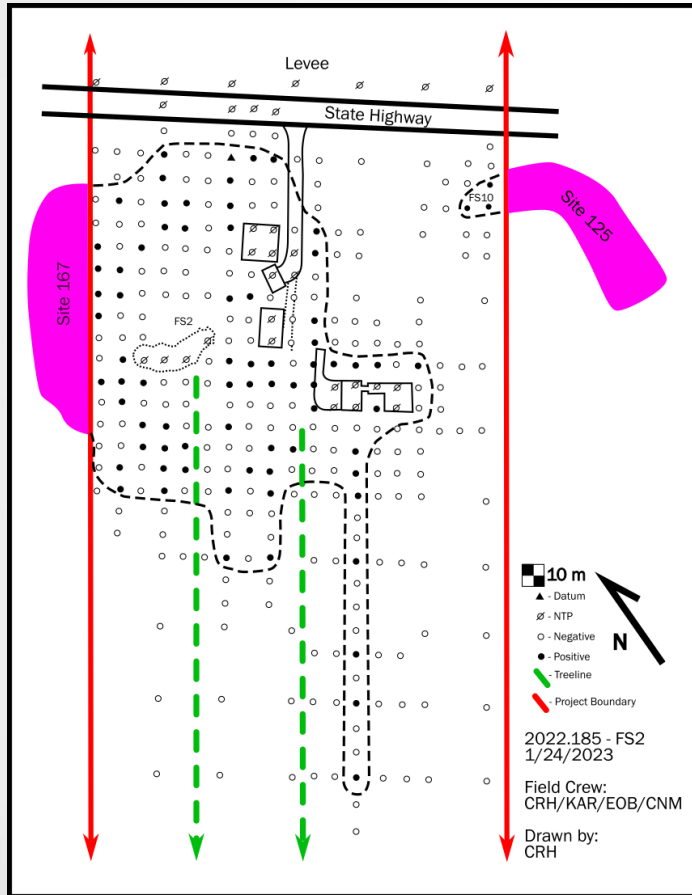 Levee
State Highway
Site 167
Site 125
FS10
FS2
10 m
- Datum
- NTP
- Negative
- Positive
- Treeline
- Project Boundary
N
2022.185 - FS2
1/24/2023
Field Crew:
CRH/KAR/EOB/CNM
Drawn by:
CRH